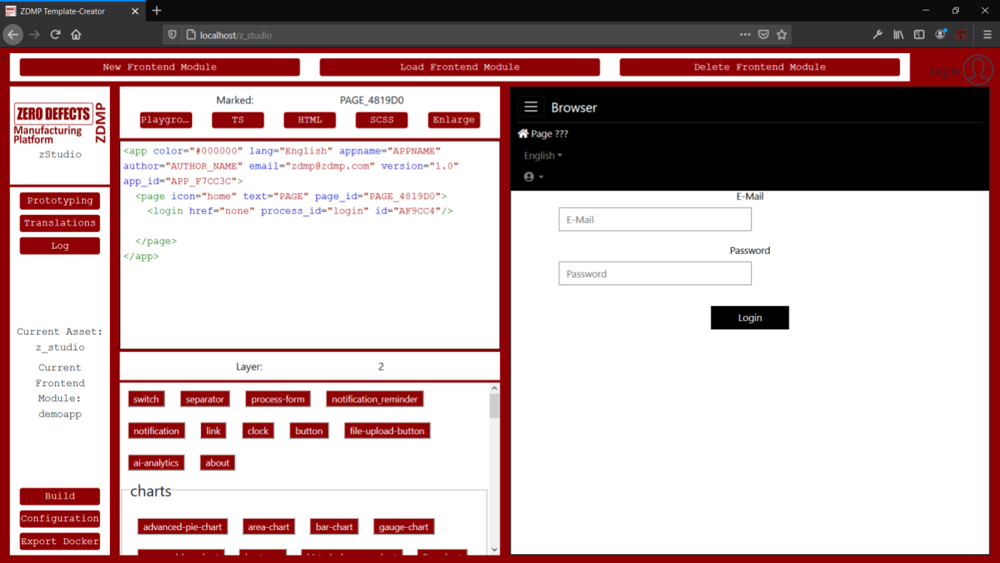 ZDMP Template-Creator
localhost/z_studio
New Frontend Module
Load Frontend Module
Delete Frontend Module
Log In
ZERO DEFECTS
Manufacturing
Platform
ZDMP
zStudio
Prototyping
Translations
Log
Current Asset:
z_studio
Current
Frontend
Module:
demoapp
Build
Configuration
Export Docker
Marked:
PAGE_4819D0
Playgro…
TS
HTML
SCSS
Enlarge
<app color="#000000" lang="English" appname="APPNAME"
author="AUTHOR_NAME" email="zdmp@zdmp.com" version="1.0"
app_id="APP_F7CC3C">
<page icon="home" text="PAGE" page_id="PAGE_4819D0">
<login href="none" process_id="login" id="AF9CC4"/>
</page>
</app>
Layer:
2
switch
separator
process-form
notification_reminder
notification
link
clock
button
file-upload-button
ai-analytics
about
charts
advanced-pie-chart
area-chart
bar-chart
gauge-chart
Browser
Page ???
English
E-Mail
E-Mail
Password
Password
Login